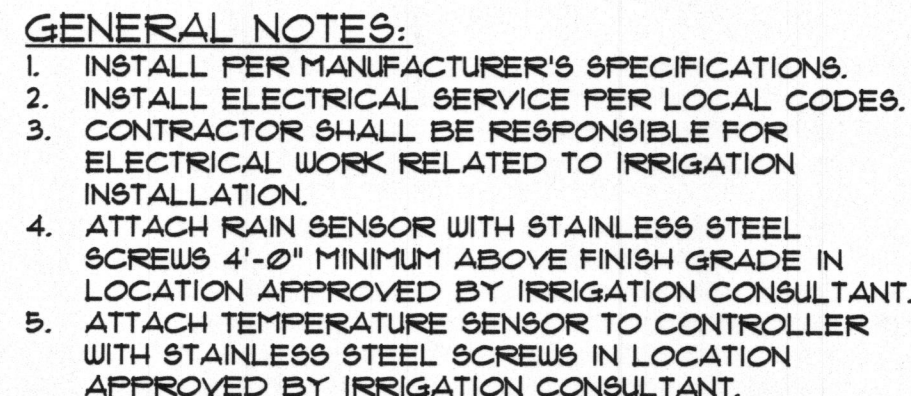 GENERAL NOTES:
1. INSTALL PER MANUFACTURER'S SPECIFICATIONS.
2. INSTALL ELECTRICAL SERVICE PER LOCAL CODES.
3. CONTRACTOR SHALL BE RESPONSIBLE FOR
ELECTRICAL WORK RELATED TO IRRIGATION
INSTALLATION.
4. ATTACH RAIN SENSOR WITH STAINLESS STEEL
SCREWS 4'-0" MINIMUM ABOVE FINISH GRADE IN
LOCATION APPROVED BY IRRIGATION CONSULTANT.
5. ATTACH TEMPERATURE SENSOR TO CONTROLLER
WITH STAINLESS STEEL SCREWS IN LOCATION
APPROVED BY IRRIGATION CONSULTANT.